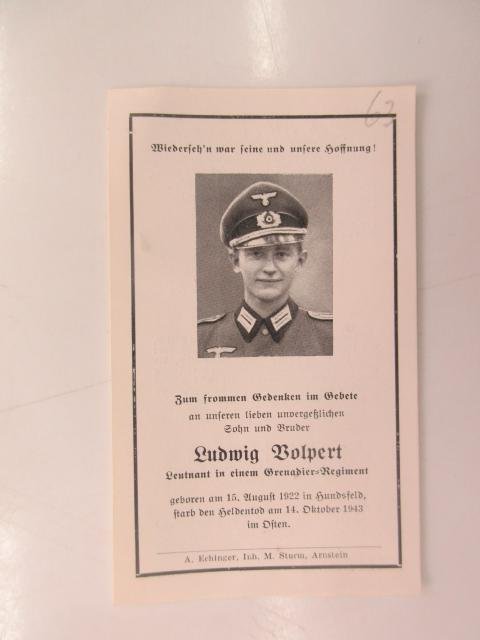 63
Wiederseh'n war seine und unsere Hoffnung!
Zum frommen Gedenken im Gebete
an unseren lieben unvergeßlichen
Sohn und Bruder
Ludwig Volpert
Leutnant in einem Grenadier=Regiment
geboren am 15. August 1922 in Hundsfeld,
starb den Heldentod am 14. Oktober 1943
im Osten.
A. Echinger, Inh. M. Sturm, Arnstein